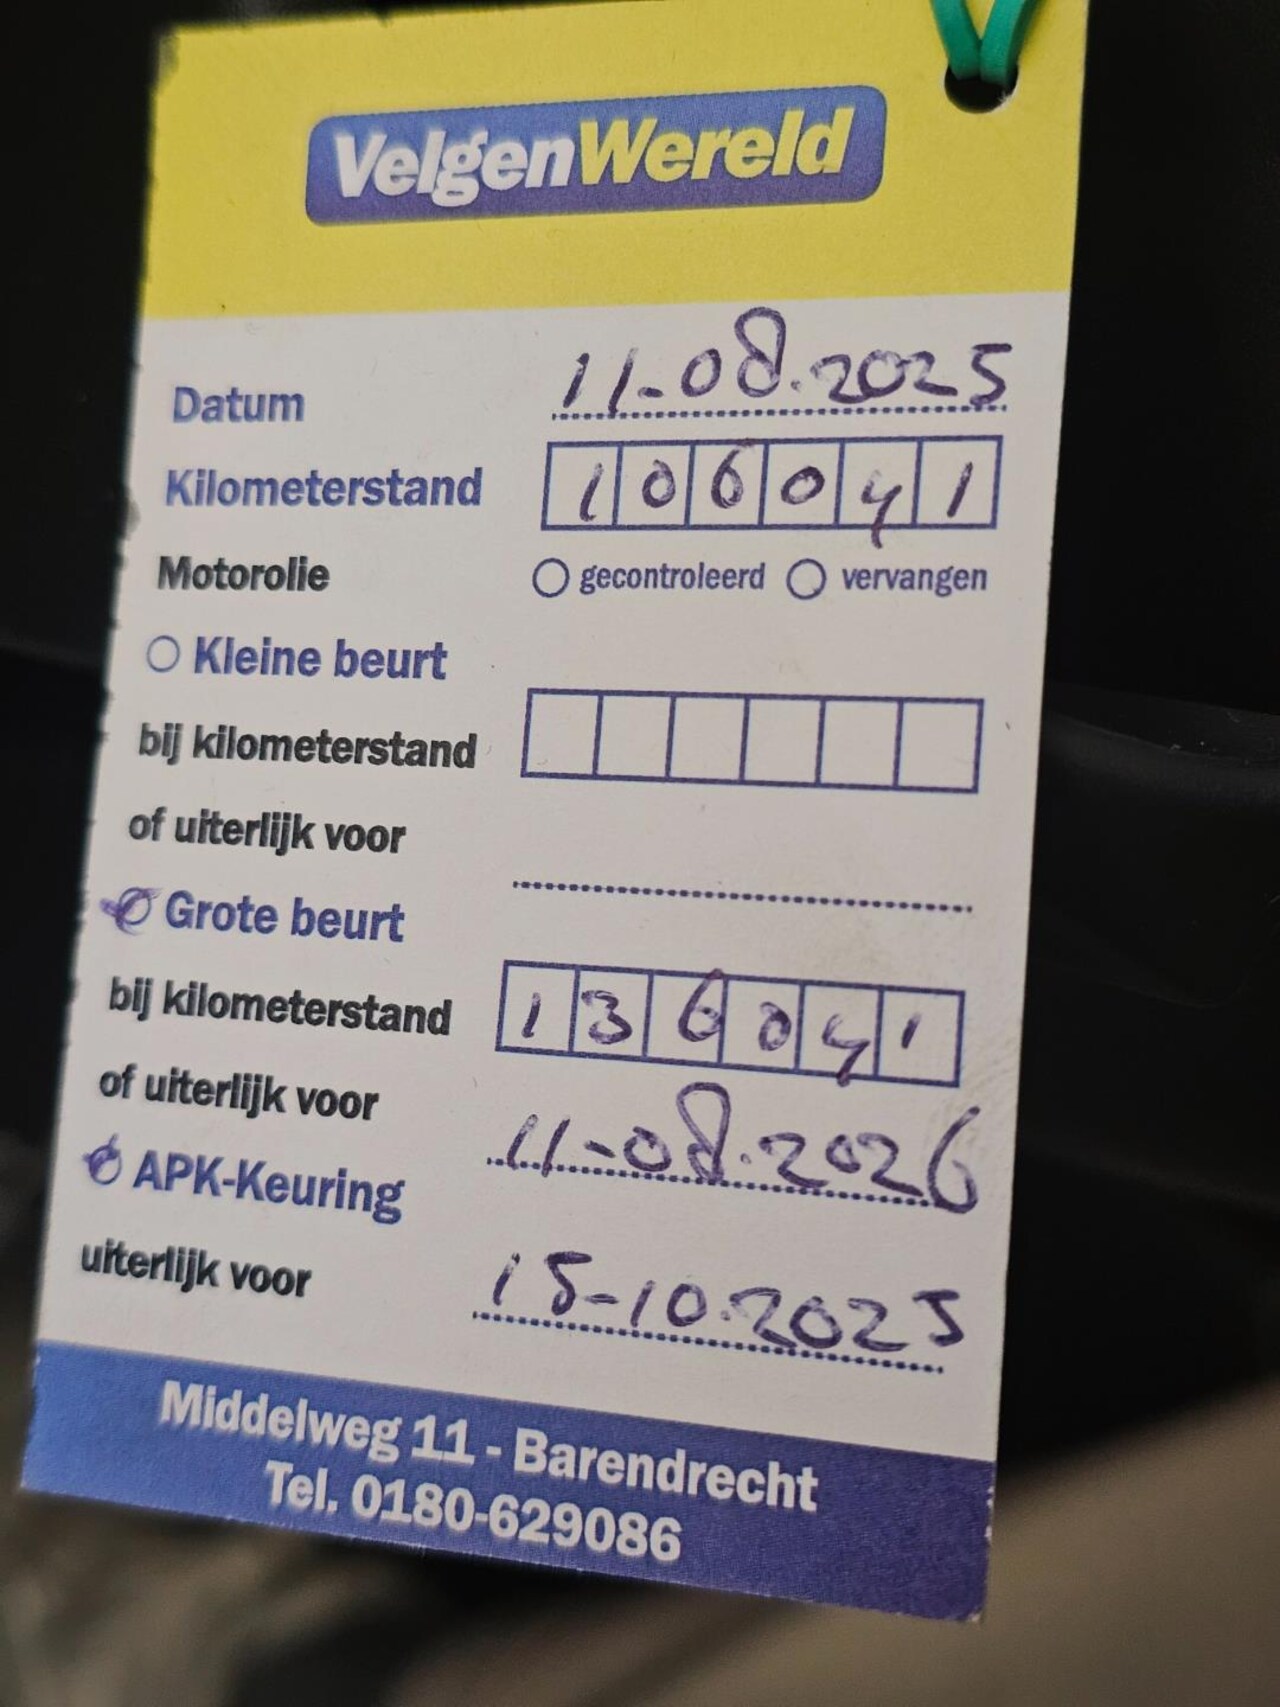 VelgenWereld
Datum 11-08.2025
Kilometerstand 106041
Motorolie gecontroleerd vervangen
Kleine beurt
bij kilometerstand
of uiterlijk voor
Grote beurt
bij kilometerstand 136041
of uiterlijk voor 11-08.2026
APK-Keuring
uiterlijk voor 15-10.2025
Middelweg 11 - Barendrecht
Tel. 0180-629086